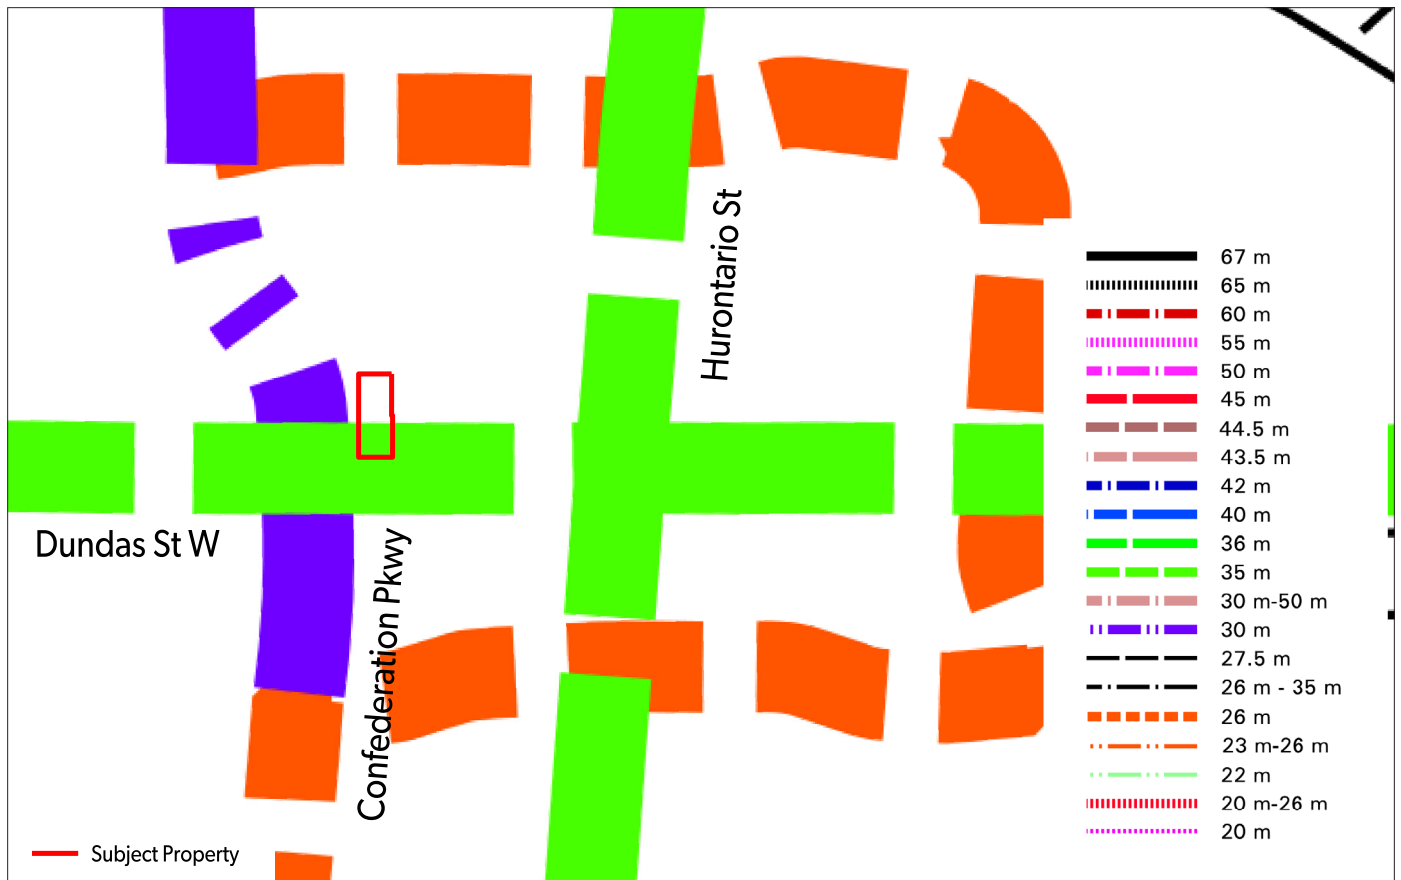 Hurontario St
Dundas St W
Confederation Pkwy
67 m
65 m
60 m
55 m
50 m
45 m
44.5 m
43.5 m
42 m
40 m
36 m
35 m
30 m-50 m
30 m
27.5 m
26 m - 35 m
26 m
23 m-26 m
22 m
20 m-26 m
20 m
Subject Property